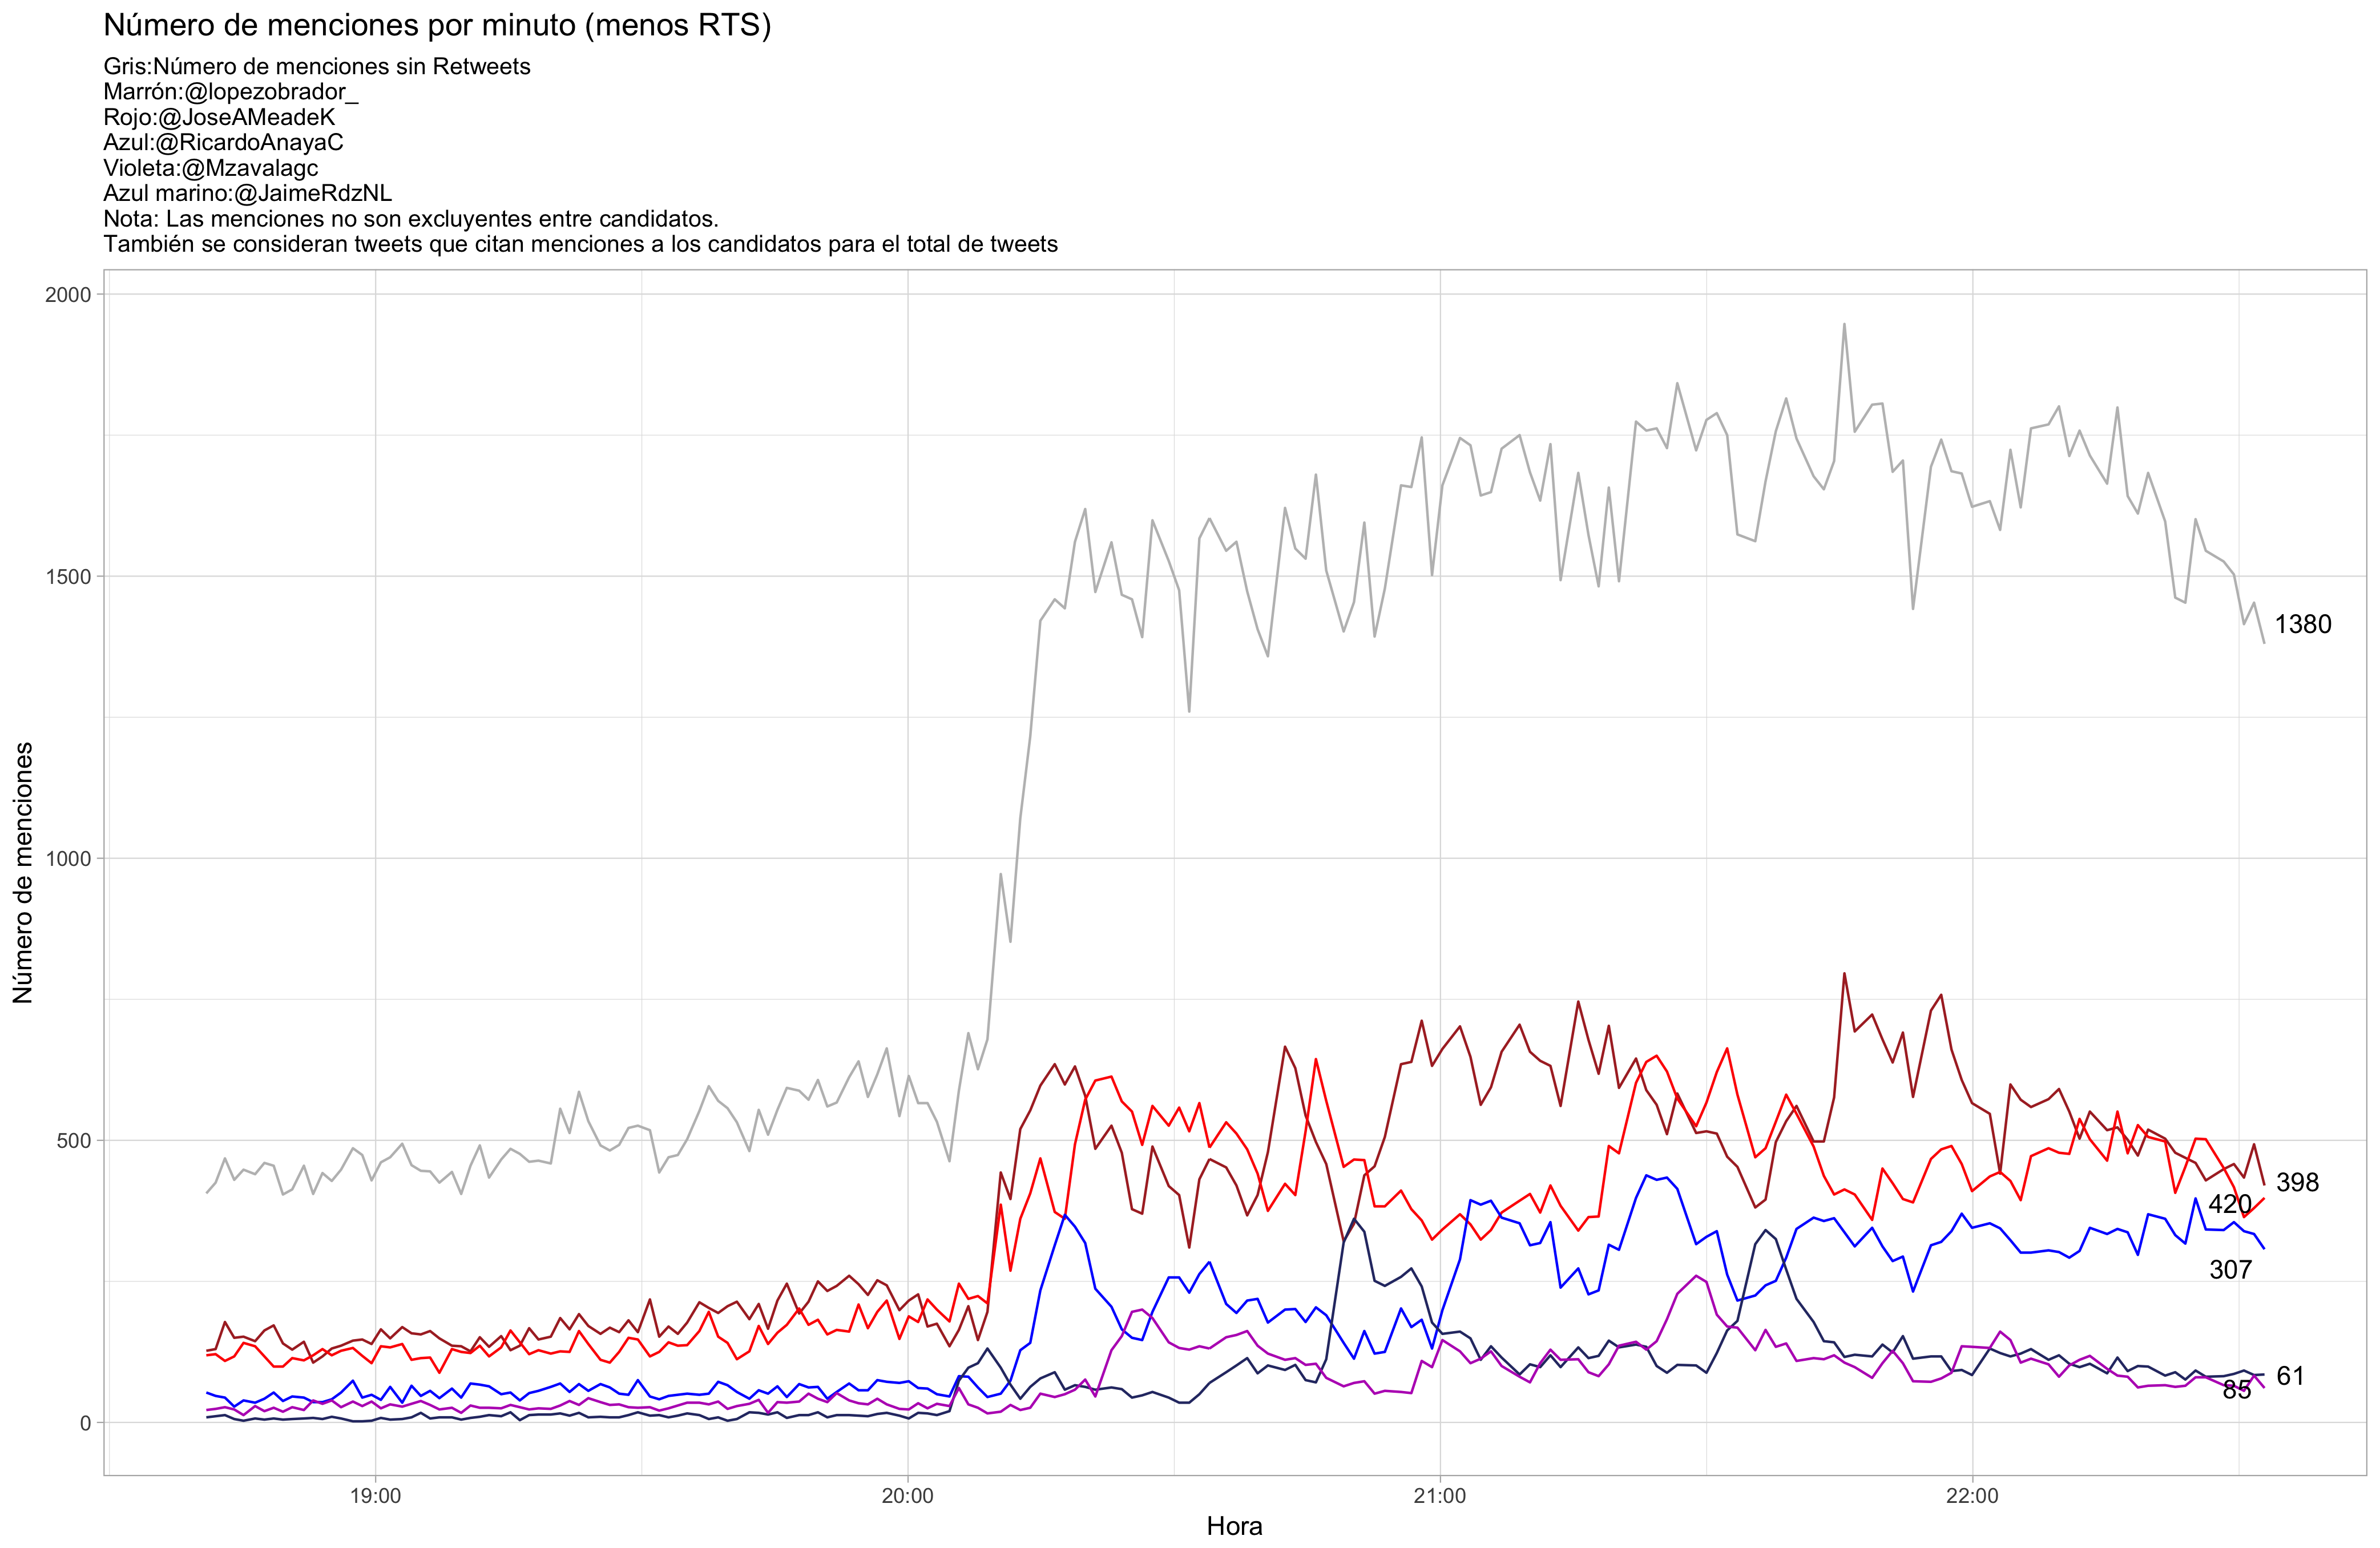 Número de menciones por minuto (menos RTS)
Gris:Número de menciones sin Retweets
Marrón:@lopezobrador_
Rojo:@JoseAMeadeK
Azul:@RicardoAnayaC
Violeta:@Mzavalagc
Azul marino:@JaimeRdzNL
Nota: Las menciones no son excluyentes entre candidatos.
También se consideran tweets que citan menciones a los candidatos para el total de tweets
Número de menciones
2000
1500
1000
500
0
1380
398
420
307
61
85
19:00
20:00
21:00
22:00
Hora